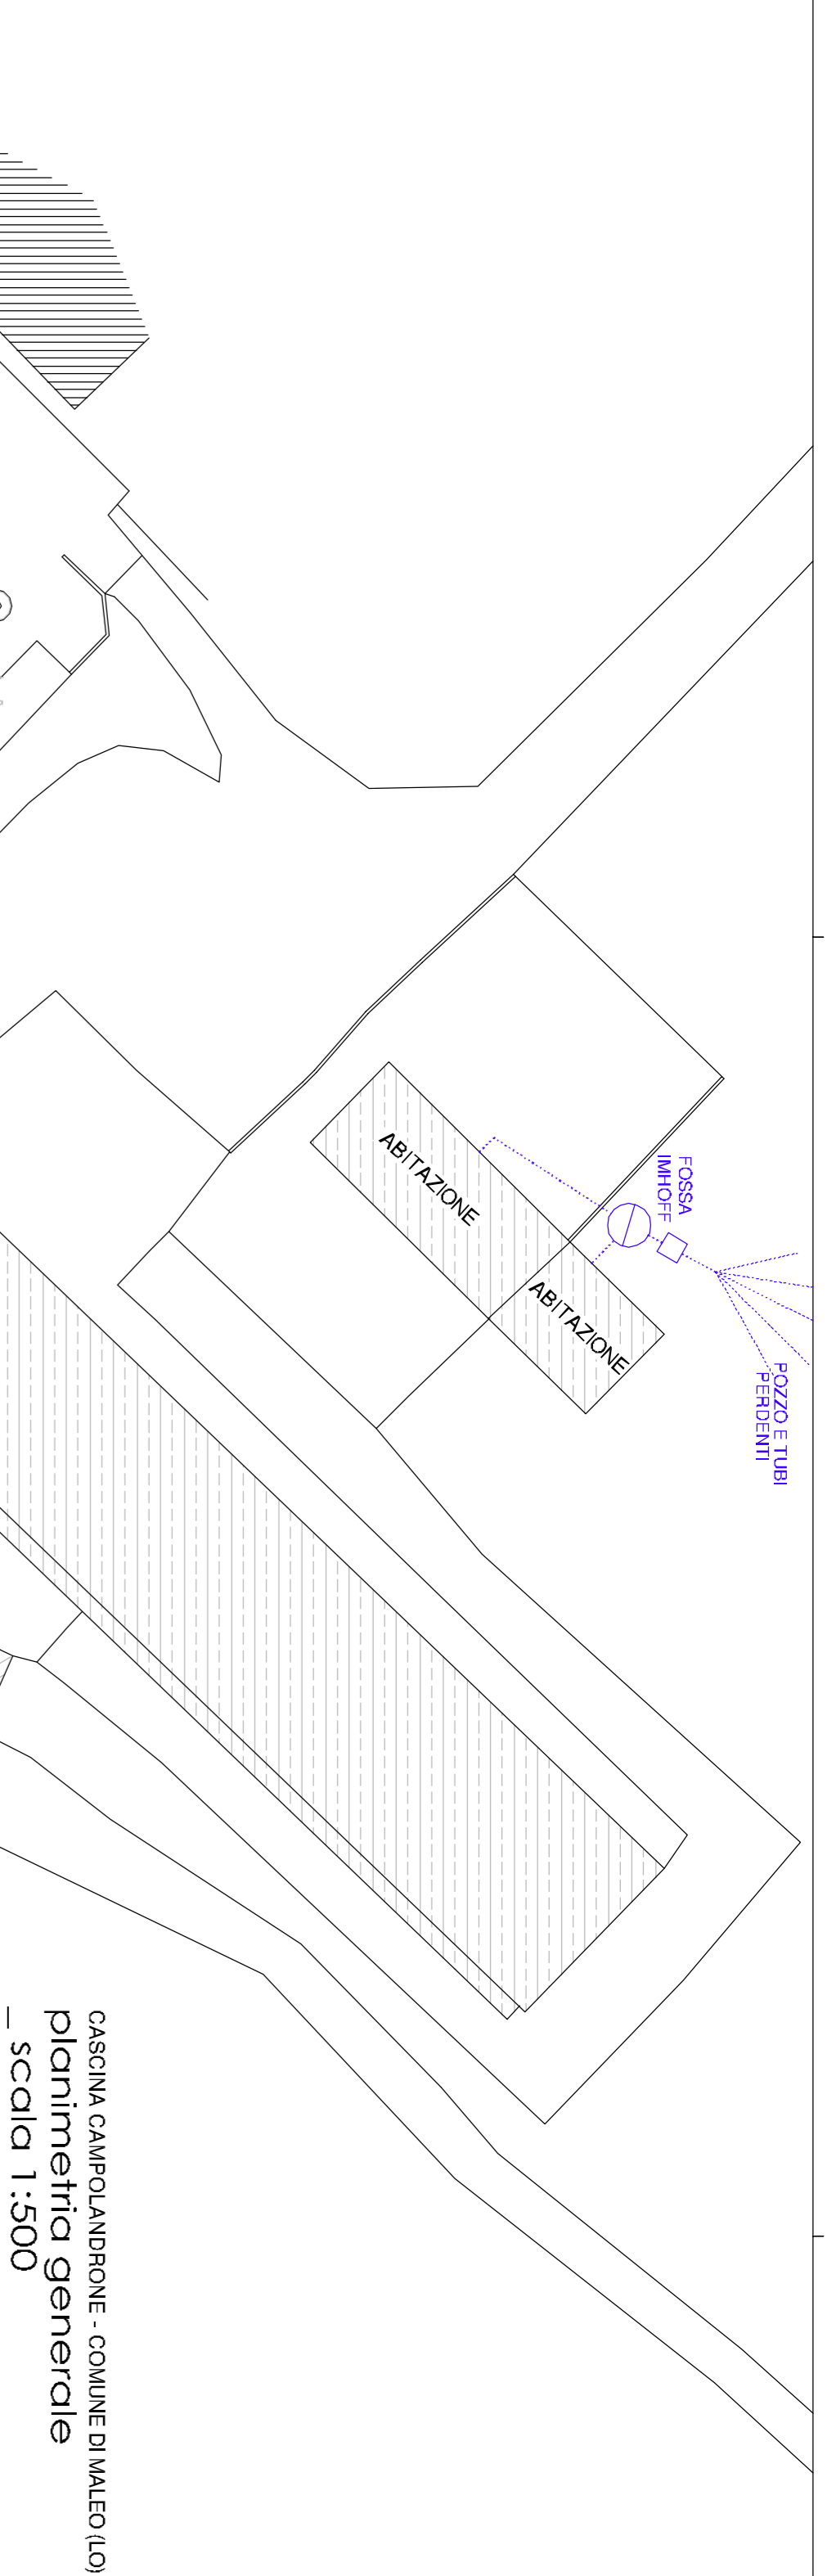 FOSSA
IMHOFF
POZZO E TUBI
PERDENTI
ABITAZIONE
ABITAZIONE
CASCINA CAMPOLANDRONE - COMUNE DI MALEO (LO)
planimetria generale
_ scala 1:500